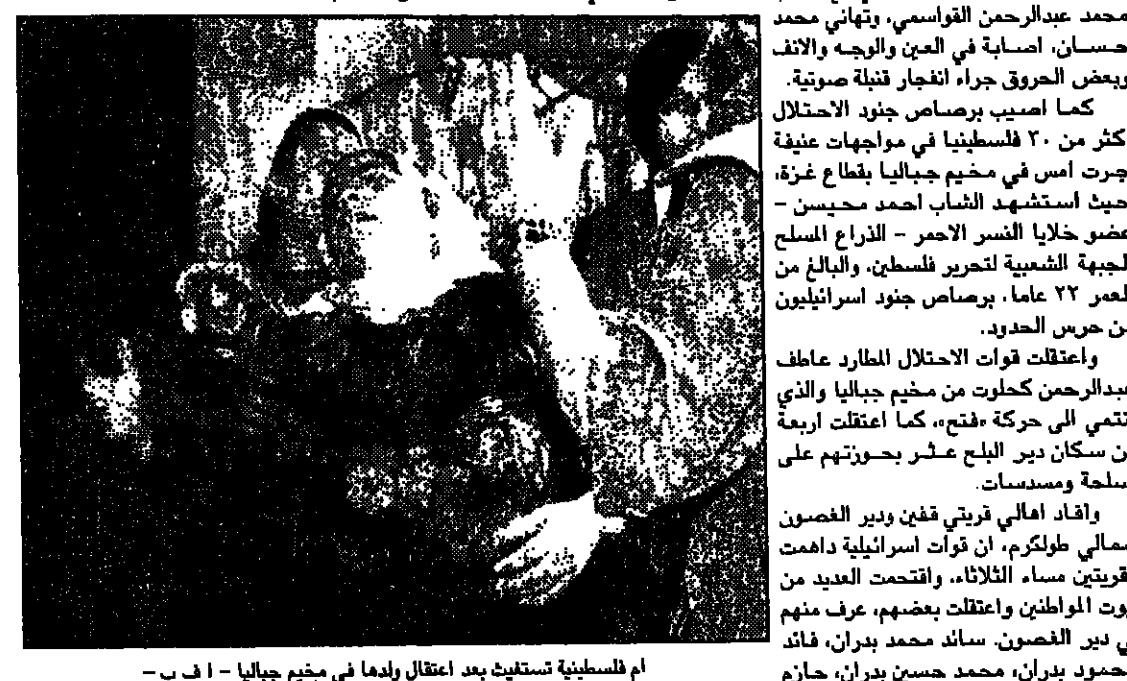 محمد عبدالرحمن القواسمي، وتهاني محمد
حسان، اصابة في العين والوجه والانف
وبعض الحروق جراء انفجار قنبلة صوتية.
كما اصيب برصاص جنود الاحتلال
كثر من ٣٠ فلسطينيا في مواجهات عنيفة
جرت امس في مخيم جباليا بقطاع غزة،
حيث استشهد الشاب احمد محيسن –
عضو خلايا النسر الاحمر – الذراع المسلح
لجبهة الشعبية لتحرير فلسطين، والبالغ من
لعمر ٢٢ عاما، برصاص جنود اسرائيليون
من حرس الحدود.
واعتقلت قوات الاحتلال المطارد عاطف
عبدالرحمن كحلوت من مخيم جباليا والذي
نتمي الى حركة «فتح»، كما اعتقلت اربعة
ن سكان دير البلح عثر بحوزتهم على
سلحة ومسدسات.
وافاد اهالي قريتي قفين ودير الغصون
سمالي طولكرم، ان قوات اسرائيلية داهمت
قريتين مساء الثلاثاء، واقتحمت العديد من
يوت المواطنين واعتقلت بعضهم، عرف منهم
ي دير الغصون. سائد محمد بدران، فائد
حمود بدران، محمد حسين بدران، حازم
ام فلسطينية تستغيث بعد اعتقال ولدها في مخيم جباليا – ا ف ب –